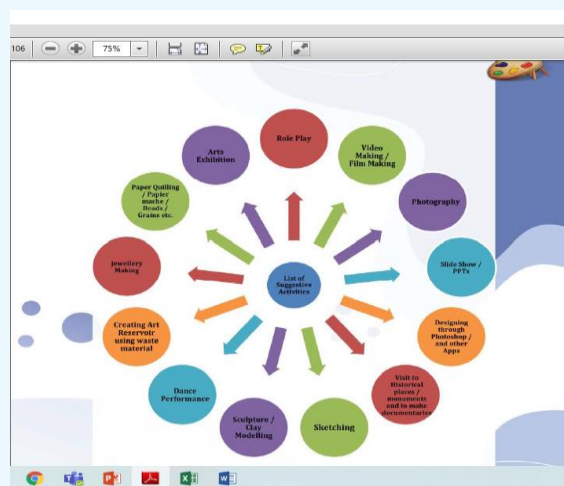 106
75%
Role Play
Video
Making /
Film Making
Photography
Slide Show /
PPTs
Designing
through
Photoshop /
and other
Apps
Visit to
Historical
places /
monuments
and to make
documentaries
Sketching
Sculpture /
Clay
Modelling
Dance
Performance
Creating Art
Reservoir
using waste
material
Jewellery
Making
Paper Quilling
/ Papier
mache /
Beads /
Grains etc.
Arts
Exhibition
List of
Suggestive
Activities